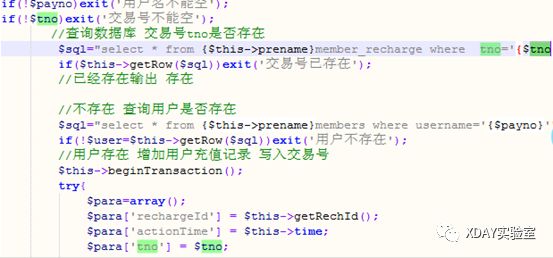 if(!$payno)exit('用户名不能空');
if(!$tno)exit('交易号不能空');
//查询数据库 交易号tno是否存在
$sql="select * from {$this->prename}member_recharge where  tno='{$tno
if($this->getRow($sql))exit('交易号已存在');
//已经存在输出 存在
//不存在 查询用户是否存在
$sql="select * from {$this->prename}members where username='{$payno}'
if(!$user=$this->getRow($sql))exit('用户不存在');
//用户存在 增加用户充值记录 写入交易号
$this->beginTransaction();
try{
$para=array();
$para['rechargeId'] = $this->getRechId();
$para['actionTime'] = $this->time;
$para['tno'] = $tno;
XDAY实验室